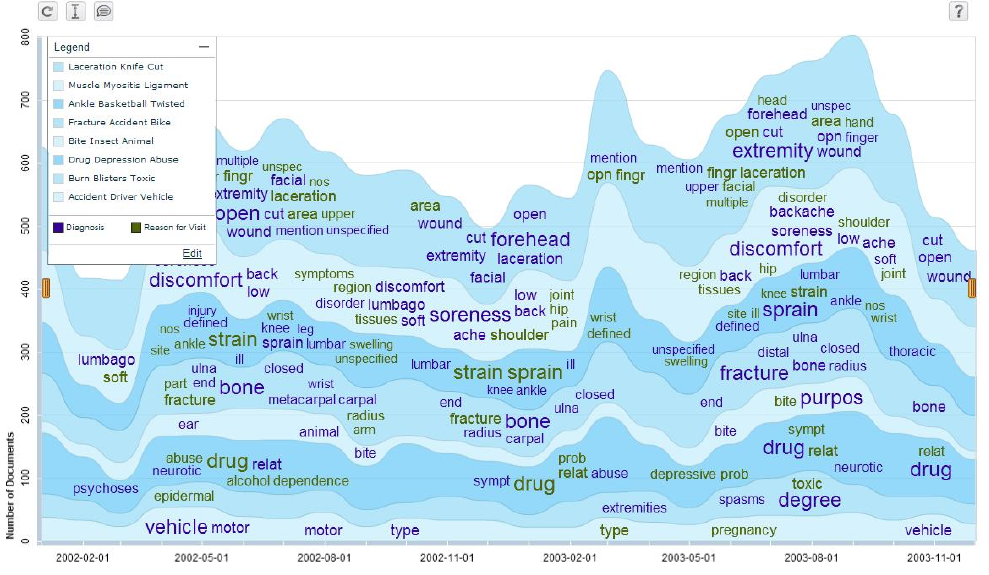 ?
800
700
600
500
400
300
200
100
0
Number of Documents
Legend
Laceration Knife Cut
Muscle Myositis Ligament
Ankle Basketball Twisted
Fracture Accident Bike
Bite Insect Animal
Drug Depression Abuse
Burn Blisters Toxic
Accident Driver Vehicle
Diagnosis Reason for Visit
Edit
head
forehead unspec
area hand
open cut opn finger
extremity wound
multiple unspec
fingr facial nos
extremity laceration
open cut area upper
wound mention unspecified
area
wound
open
cut forehead
extremity laceration
facial
mention
opn fingr
mention fingr laceration
upper facial
multiple
disorder
backache
soreness shoulder
discomfort low ache
soft
joint
cut
open
wound
discomfort back
low
symptoms
region discomfort
disorder lumbago
tissues soft soreness
low back
joint
hip
pain
ache shoulder
region back hip
tissues
lumbar
lumbago
soft
injury
defined
nos
site ankle strain
wrist
knee leg
sprain lumbar swelling
unspecified
ill
lumbar strain sprain ill
knee ankle
wrist
defined
knee strain
site ill sprain ankle nos
defined wrist
unspecified
swelling
ulna
distal closed
fracture bone radius
thoracic
ulna closed
part end bone
fracture
wrist
metacarpal carpal
radius
arm
end
fracture bone
radius carpal
ulna closed
end
bite purpos
bone
ear
animal
bite
bite
abuse drug relat
neurotic
alcohol dependence
psychoses
epidermal
prob
relat abuse
sympt drug
depressive prob
sympt
drug relat
neurotic
relat
drug
toxic
spasms degree
extremities
vehicle motor
motor
type
type
pregnancy
vehicle
2002-02-01 2002-05-01 2002-08-01 2002-11-01 2003-02-01 2003-05-01 2003-08-01 2003-11-01